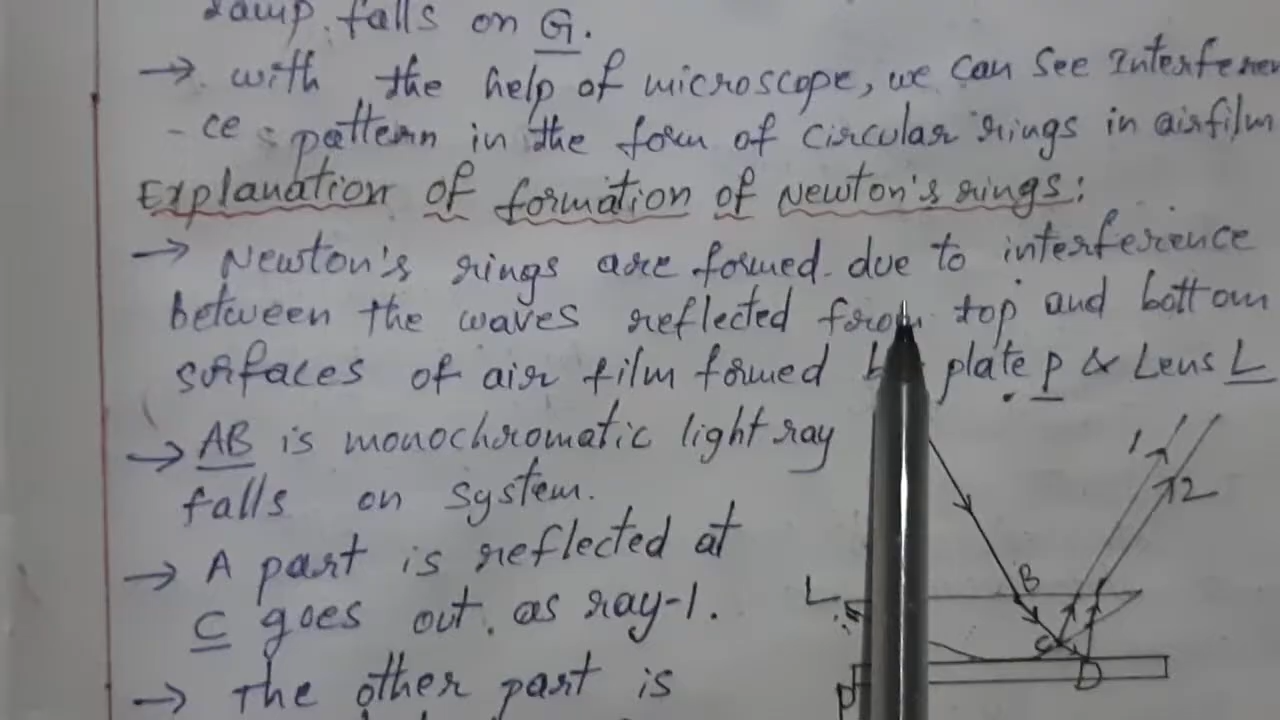 Lamp. falls on G.
→ with the help of microscope, we can see Interferen
- ce pattern in the form of circular rings in airfilm
Explanation of formation of Newton's rings:
→ Newton's rings are formed due to interference
between the waves reflected from top and bottom
surfaces of air film formed plate P & Lens L
→ AB is monochromatic light ray
falls on system.
→ A part is reflected at
C goes out. as ray-1.
→ The other part is
1
2
B
L
C
D
P